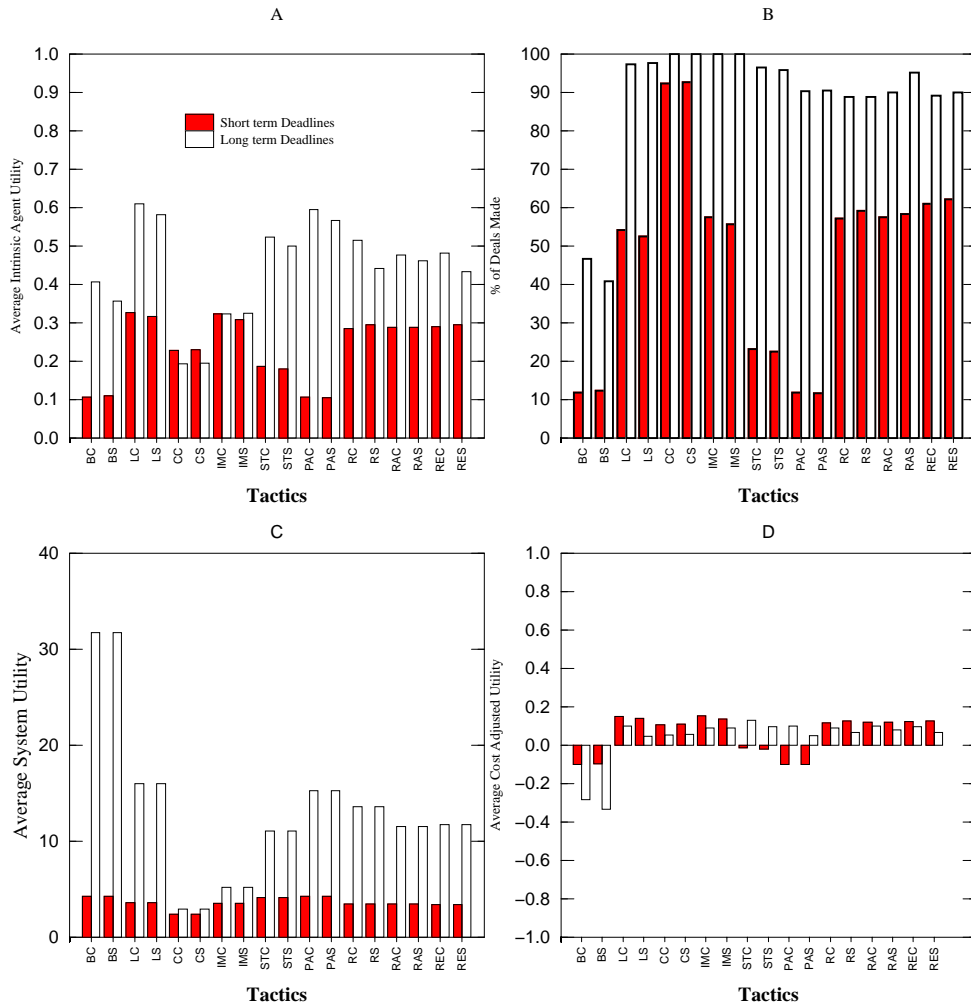 A
1.0
0.9
0.8
0.7
0.6
0.5
0.4
0.3
0.2
0.1
0.0
Average Intrinsic Agent Utility
Short term Deadlines
Long term Deadlines
BC BS LC LS CC CS IMC IMS STC STS PAC PAS RC RS RAC RAS REC RES
Tactics
B
100
90
80
70
60
50
40
30
20
10
0
% of Deals Made
BC BS LC LS CC CS IMC IMS STC STS PAC PAS RC RS RAC RAS REC RES
Tactics
C
40
30
20
10
0
Average System Utility
BC BS LC LS CC CS IMC IMS STC STS PAC PAS RC RS RAC RAS REC RES
Tactics
D
1.0
0.8
0.6
0.4
0.2
0.0
−0.2
−0.4
−0.6
−0.8
−1.0
Average Cost Adjusted Utility
BC BS LC LS CC CS IMC IMS STC STS PAC PAS RC RS RAC RAS REC RES
Tactics